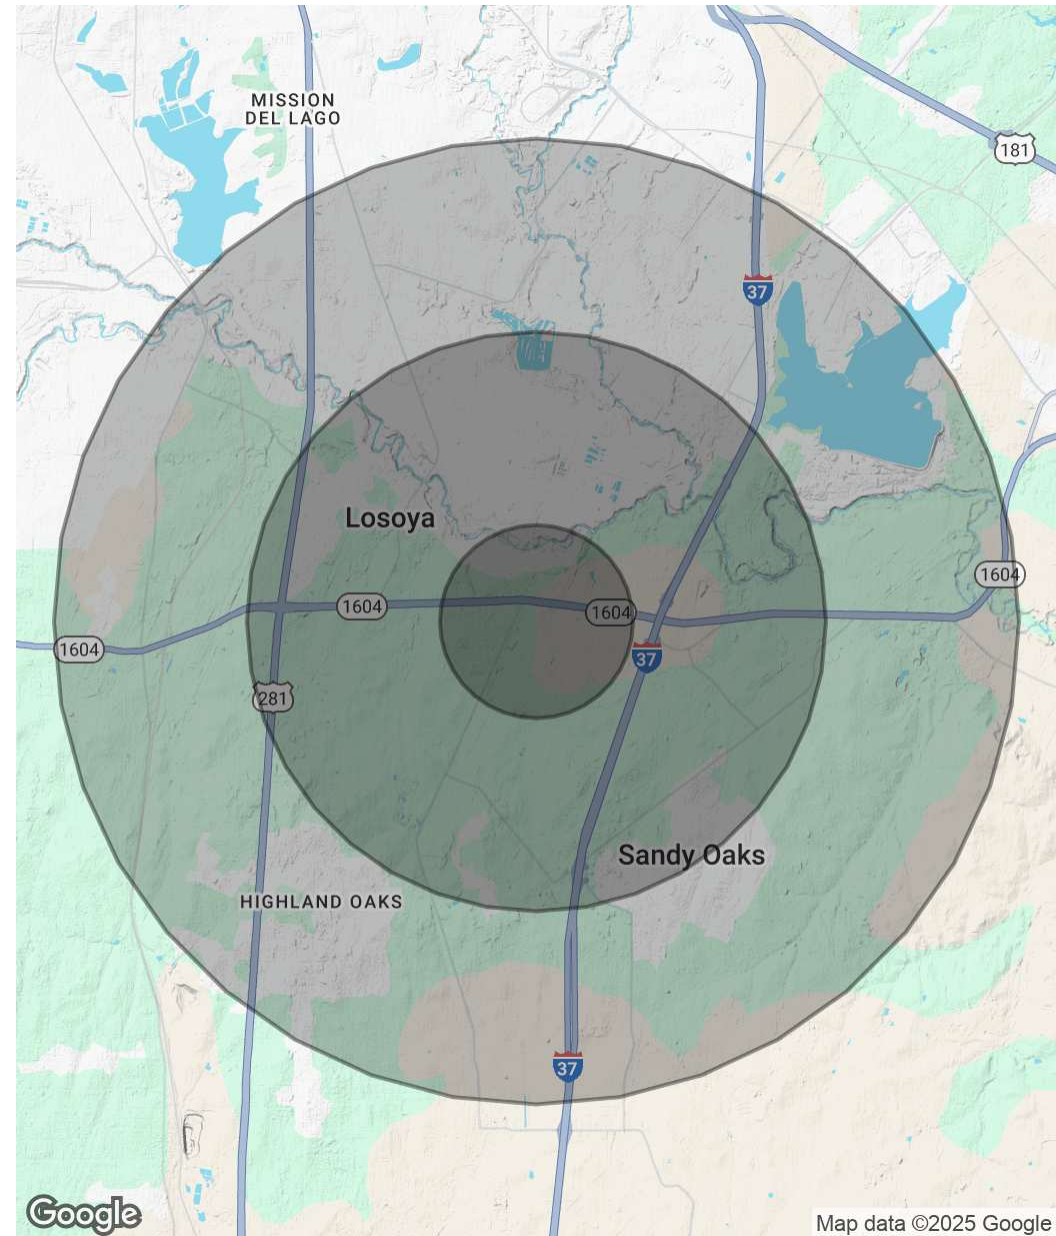 MISSION
DEL LAGO
181
37
Losoya
1604
1604
1604
1604
37
281
Sandy Oaks
HIGHLAND OAKS
37
Google
Map data ©2025 Google